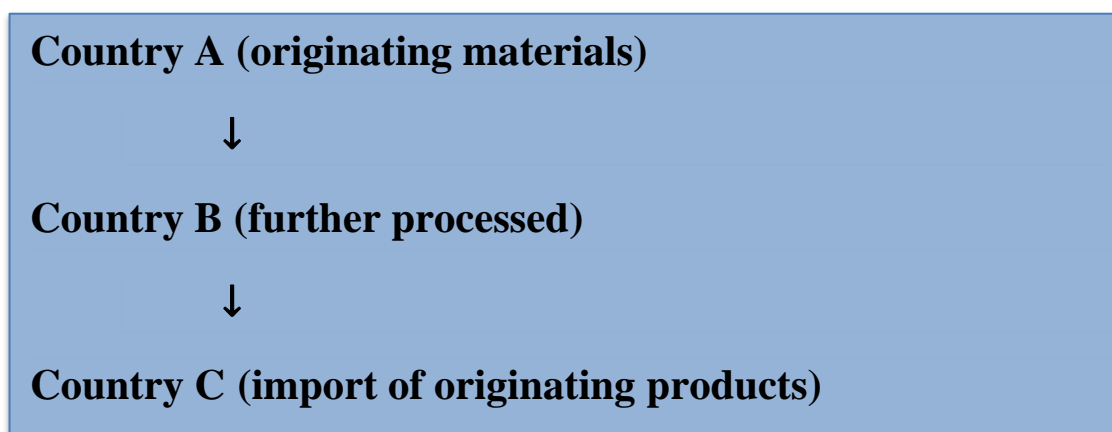 Country A (originating materials)
↓
Country B (further processed)
↓
Country C (import of originating products)